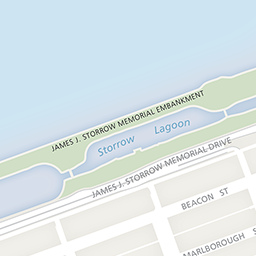 JAMES J. STORROW MEMORIAL EMBANKMENT
Storrow Lagoon
JAMES J. STORROW MEMORIAL DRIVE
BEACON ST
MARLBOROUGH S